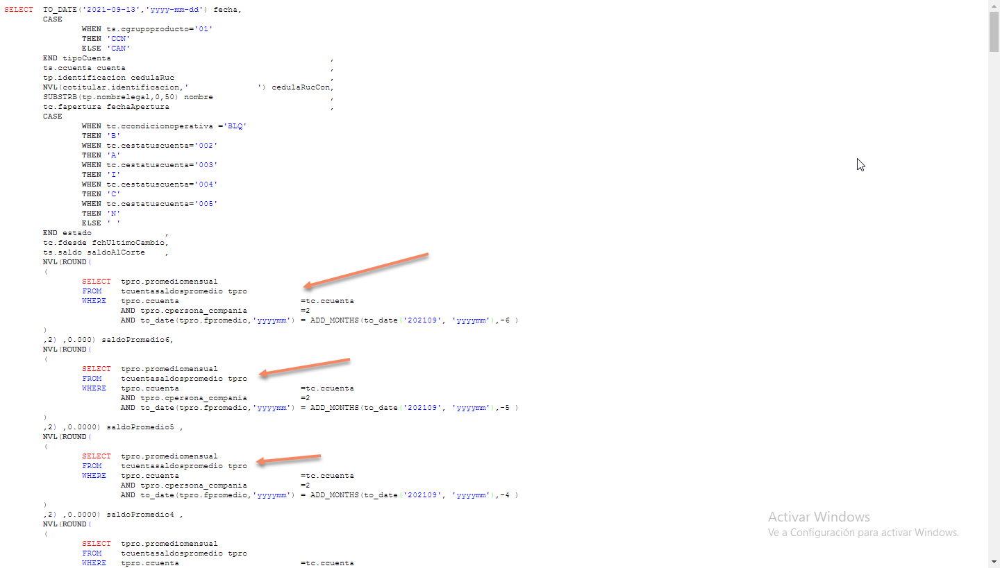 SELECT  TO_DATE('2021-09-13','yyyy-mm-dd') fecha,
        CASE
                WHEN ts.cgrupoproducto='01'
                THEN 'CCN'
                ELSE 'CAN'
        END tipoCuenta                                             ,
        ts.ccuenta cuenta                                          ,
        tp.identificacion cedulaRuc                                ,
        NVL(cotitular.identificacion,'              ') cedulaRucCon,
        SUBSTRB(tp.nombrelegal,0,50) nombre                        ,
        tc.fapertura fechaApertura                                 ,
        CASE
                WHEN tc.ccondicionoperativa ='BLQ'
                THEN 'B'
                WHEN tc.cestatuscuenta='002'
                THEN 'A'
                WHEN tc.cestatuscuenta='003'
                THEN 'I'
                WHEN tc.cestatuscuenta='004'
                THEN 'C'
                WHEN tc.cestatuscuenta='005'
                THEN 'N'
                ELSE ' '
        END estado               ,
        tc.fdesde fchUltimoCambio,
        ts.saldo saldoAlCorte    ,
        NVL(ROUND(
        (
                SELECT  tpro.promediomensual
                FROM    tcuentasaldospromedio tpro
                WHERE   tpro.ccuenta                         =tc.ccuenta
                        AND tpro.cpersona_compania           =2
                        AND to_date(tpro.fpromedio,'yyyymm') = ADD_MONTHS(to_date('202109', 'yyyymm'),-6 )
        )
        ,2) ,0.000) saldoPromedio6,
        NVL(ROUND(
        (
                SELECT  tpro.promediomensual
                FROM    tcuentasaldospromedio tpro
                WHERE   tpro.ccuenta                         =tc.ccuenta
                        AND tpro.cpersona_compania           =2
                        AND to_date(tpro.fpromedio,'yyyymm') = ADD_MONTHS(to_date('202109', 'yyyymm'),-5 )
        )
        ,2) ,0.0000) saldoPromedio5 ,
        NVL(ROUND(
        (
                SELECT  tpro.promediomensual
                FROM    tcuentasaldospromedio tpro
                WHERE   tpro.ccuenta                         =tc.ccuenta
                        AND tpro.cpersona_compania           =2
                        AND to_date(tpro.fpromedio,'yyyymm') = ADD_MONTHS(to_date('202109', 'yyyymm'),-4 )
        )
        ,2) ,0.0000) saldoPromedio4 ,
        NVL(ROUND(
        (
                SELECT  tpro.promediomensual
                FROM    tcuentasaldospromedio tpro
                WHERE   tpro.ccuenta                         =tc.ccuenta
Activar Windows
Ve a Configuración para activar Windows.